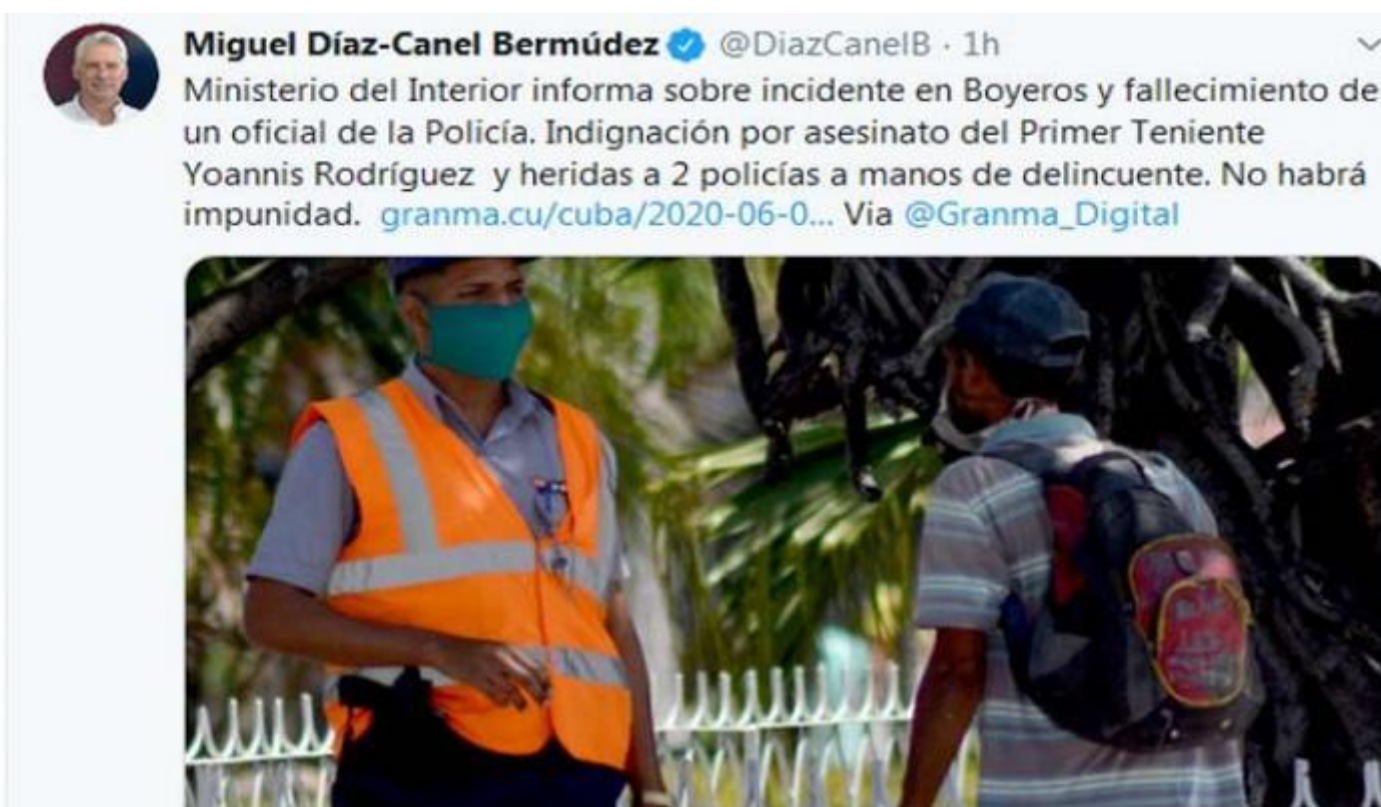 Miguel Díaz-Canel Bermúdez @DiazCanelB · 1h
Ministerio del Interior informa sobre incidente en Boyeros y fallecimiento de
un oficial de la Policía. Indignación por asesinato del Primer Teniente
Yoannis Rodríguez y heridas a 2 policías a manos de delincuente. No habrá
impunidad. granma.cu/cuba/2020-06-0... Via @Granma_Digital